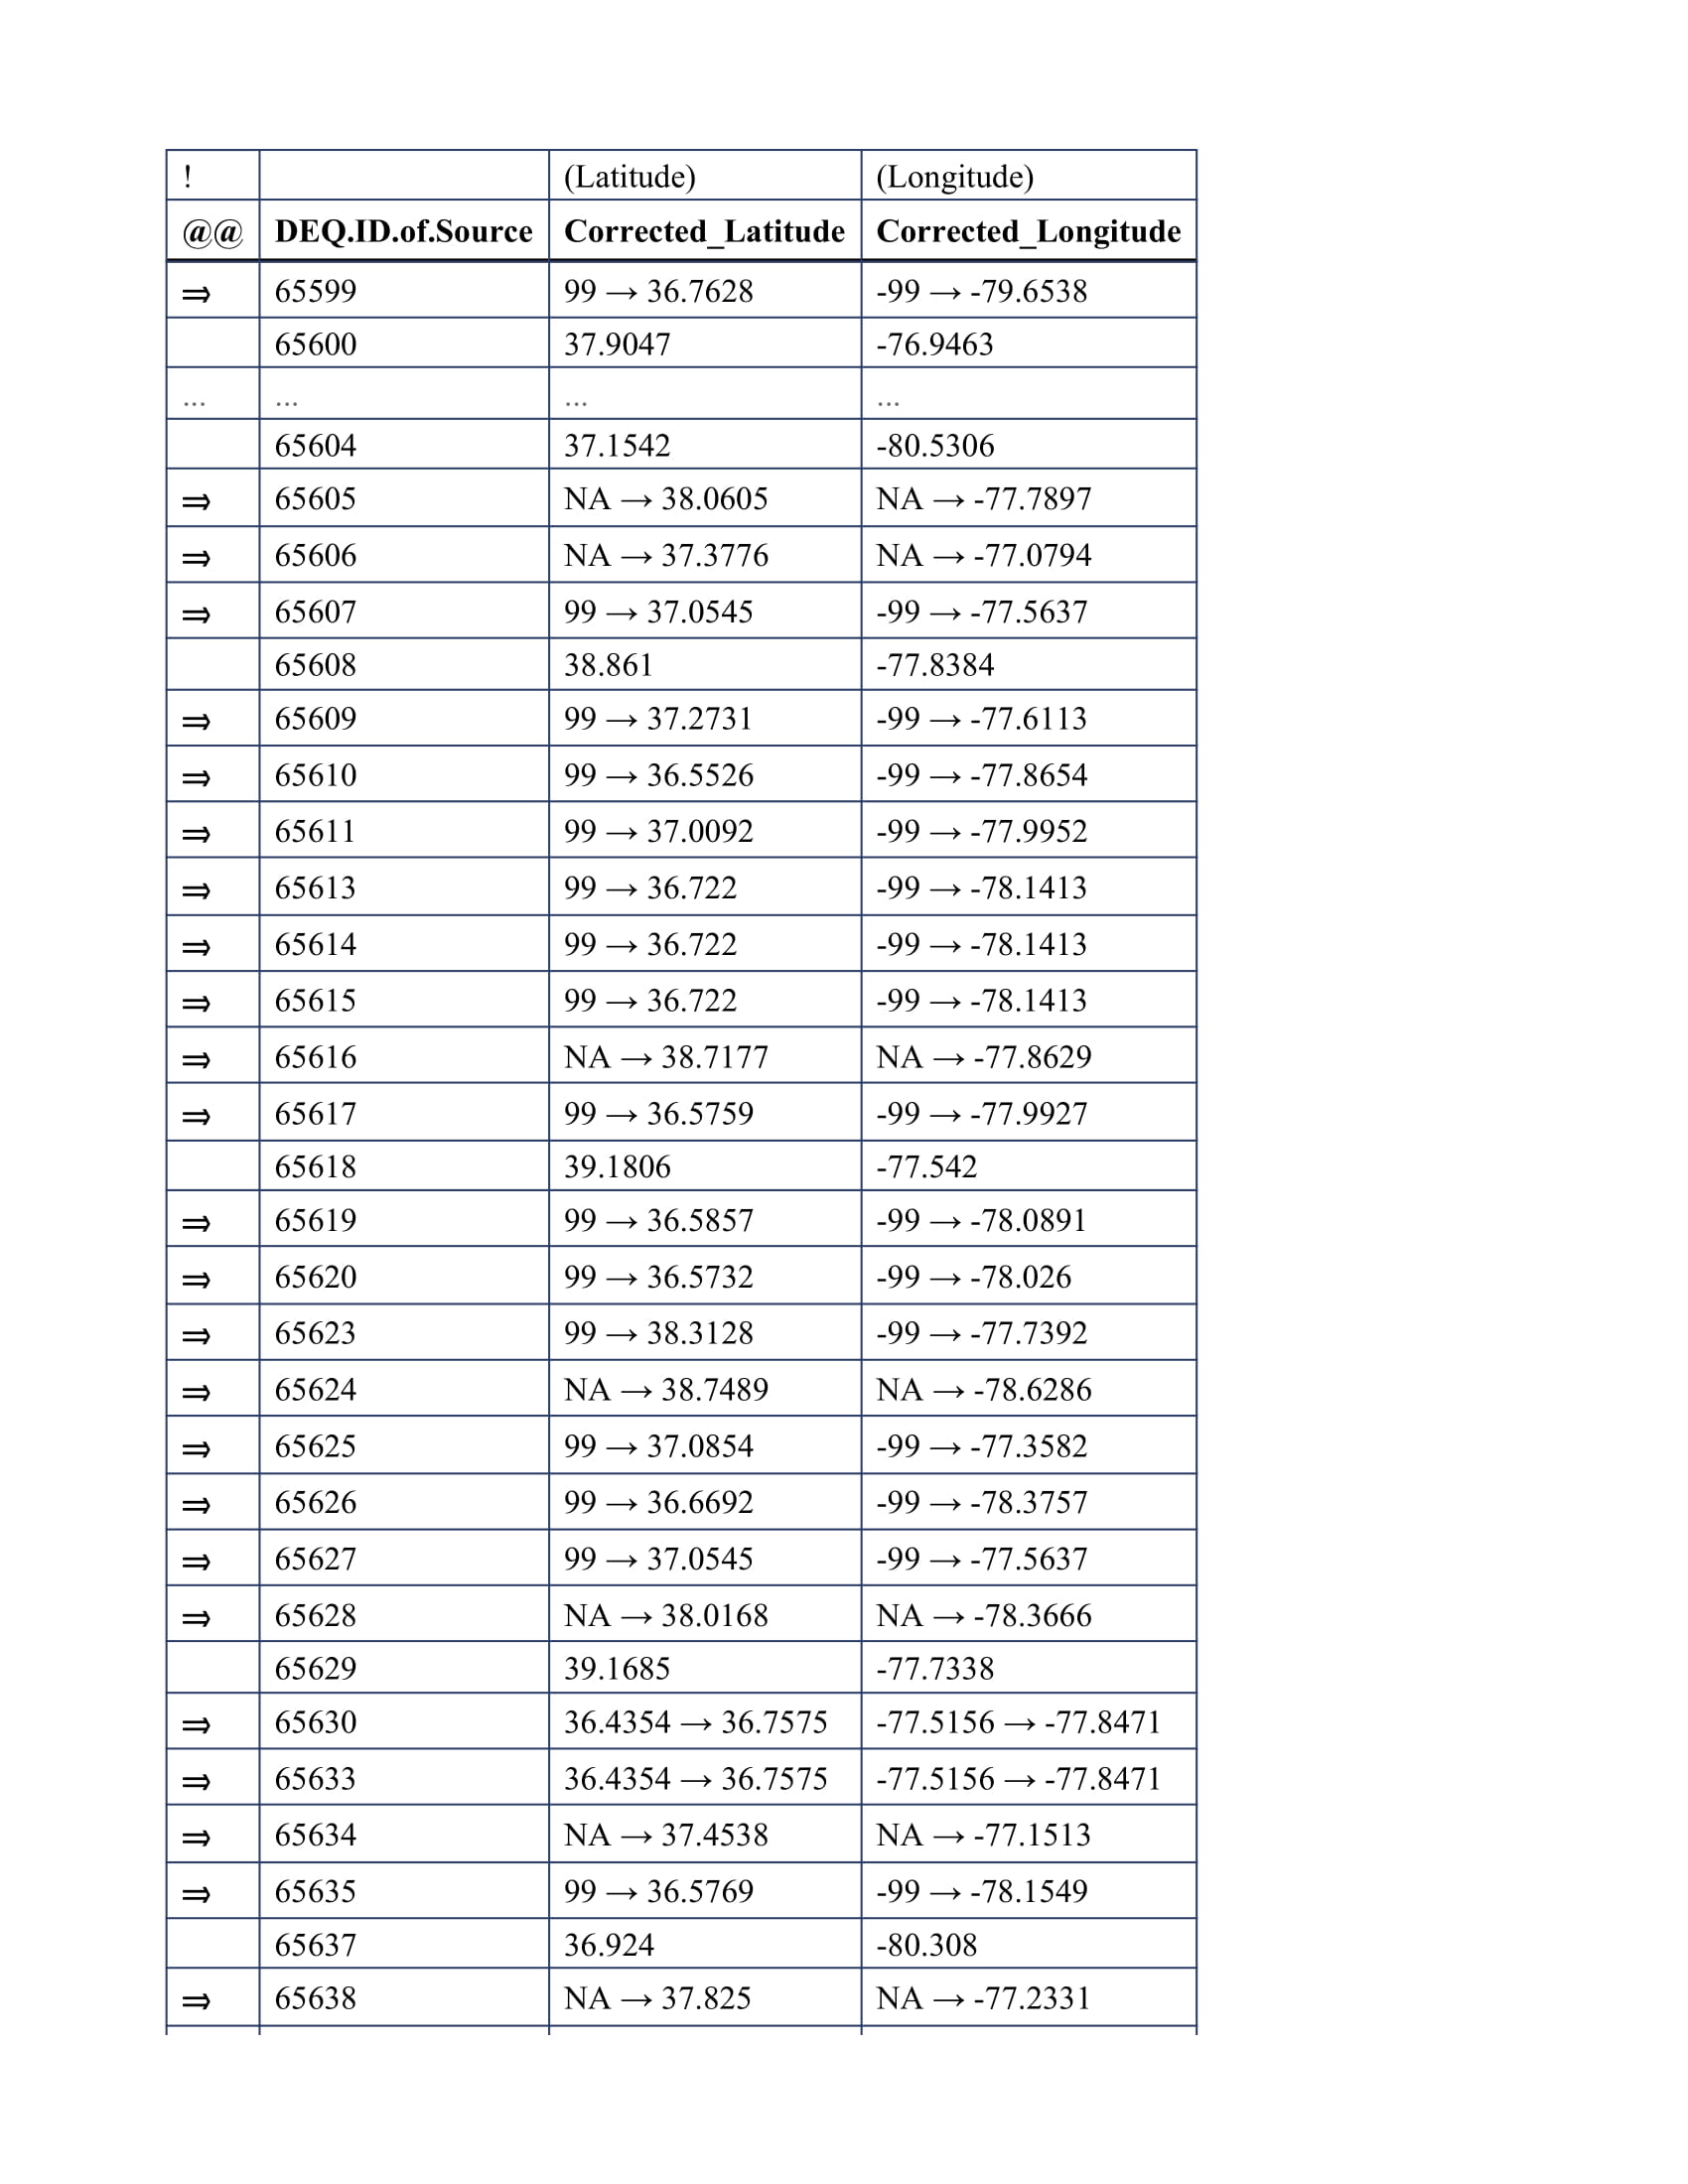 ! (Latitude) (Longitude)
@@ DEQ.ID.of.Source Corrected_Latitude Corrected_Longitude
⇒ 65599 99 → 36.7628 -99 → -79.6538
65600 37.9047 -76.9463
... ... ... ...
65604 37.1542 -80.5306
⇒ 65605 NA → 38.0605 NA → -77.7897
⇒ 65606 NA → 37.3776 NA → -77.0794
⇒ 65607 99 → 37.0545 -99 → -77.5637
65608 38.861 -77.8384
⇒ 65609 99 → 37.2731 -99 → -77.6113
⇒ 65610 99 → 36.5526 -99 → -77.8654
⇒ 65611 99 → 37.0092 -99 → -77.9952
⇒ 65613 99 → 36.722 -99 → -78.1413
⇒ 65614 99 → 36.722 -99 → -78.1413
⇒ 65615 99 → 36.722 -99 → -78.1413
⇒ 65616 NA → 38.7177 NA → -77.8629
⇒ 65617 99 → 36.5759 -99 → -77.9927
65618 39.1806 -77.542
⇒ 65619 99 → 36.5857 -99 → -78.0891
⇒ 65620 99 → 36.5732 -99 → -78.026
⇒ 65623 99 → 38.3128 -99 → -77.7392
⇒ 65624 NA → 38.7489 NA → -78.6286
⇒ 65625 99 → 37.0854 -99 → -77.3582
⇒ 65626 99 → 36.6692 -99 → -78.3757
⇒ 65627 99 → 37.0545 -99 → -77.5637
⇒ 65628 NA → 38.0168 NA → -78.3666
65629 39.1685 -77.7338
⇒ 65630 36.4354 → 36.7575 -77.5156 → -77.8471
⇒ 65633 36.4354 → 36.7575 -77.5156 → -77.8471
⇒ 65634 NA → 37.4538 NA → -77.1513
⇒ 65635 99 → 36.5769 -99 → -78.1549
65637 36.924 -80.308
⇒ 65638 NA → 37.825 NA → -77.2331